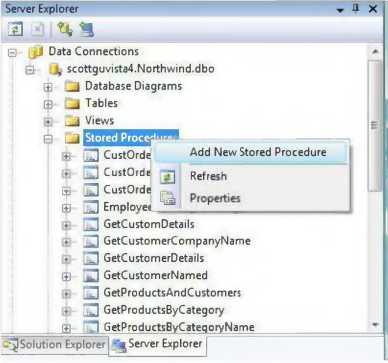 Server Explorer
Data Connections
scottguvista4.Northwind.dbo
Database Diagrams
Tables
Views
Stored Procedures
CustOrde
Add New Stored Procedure
CustOrde
Refresh
CustOrde
Properties
Employee
GetCustomDetails
GetCustomerCompanyName
GetCustomerDetails
GetCustomerNamed
GetProductsAndCustomers
GetProductsByCategory
GetProductsByCategoryName
Solution Explorer
Server Explorer